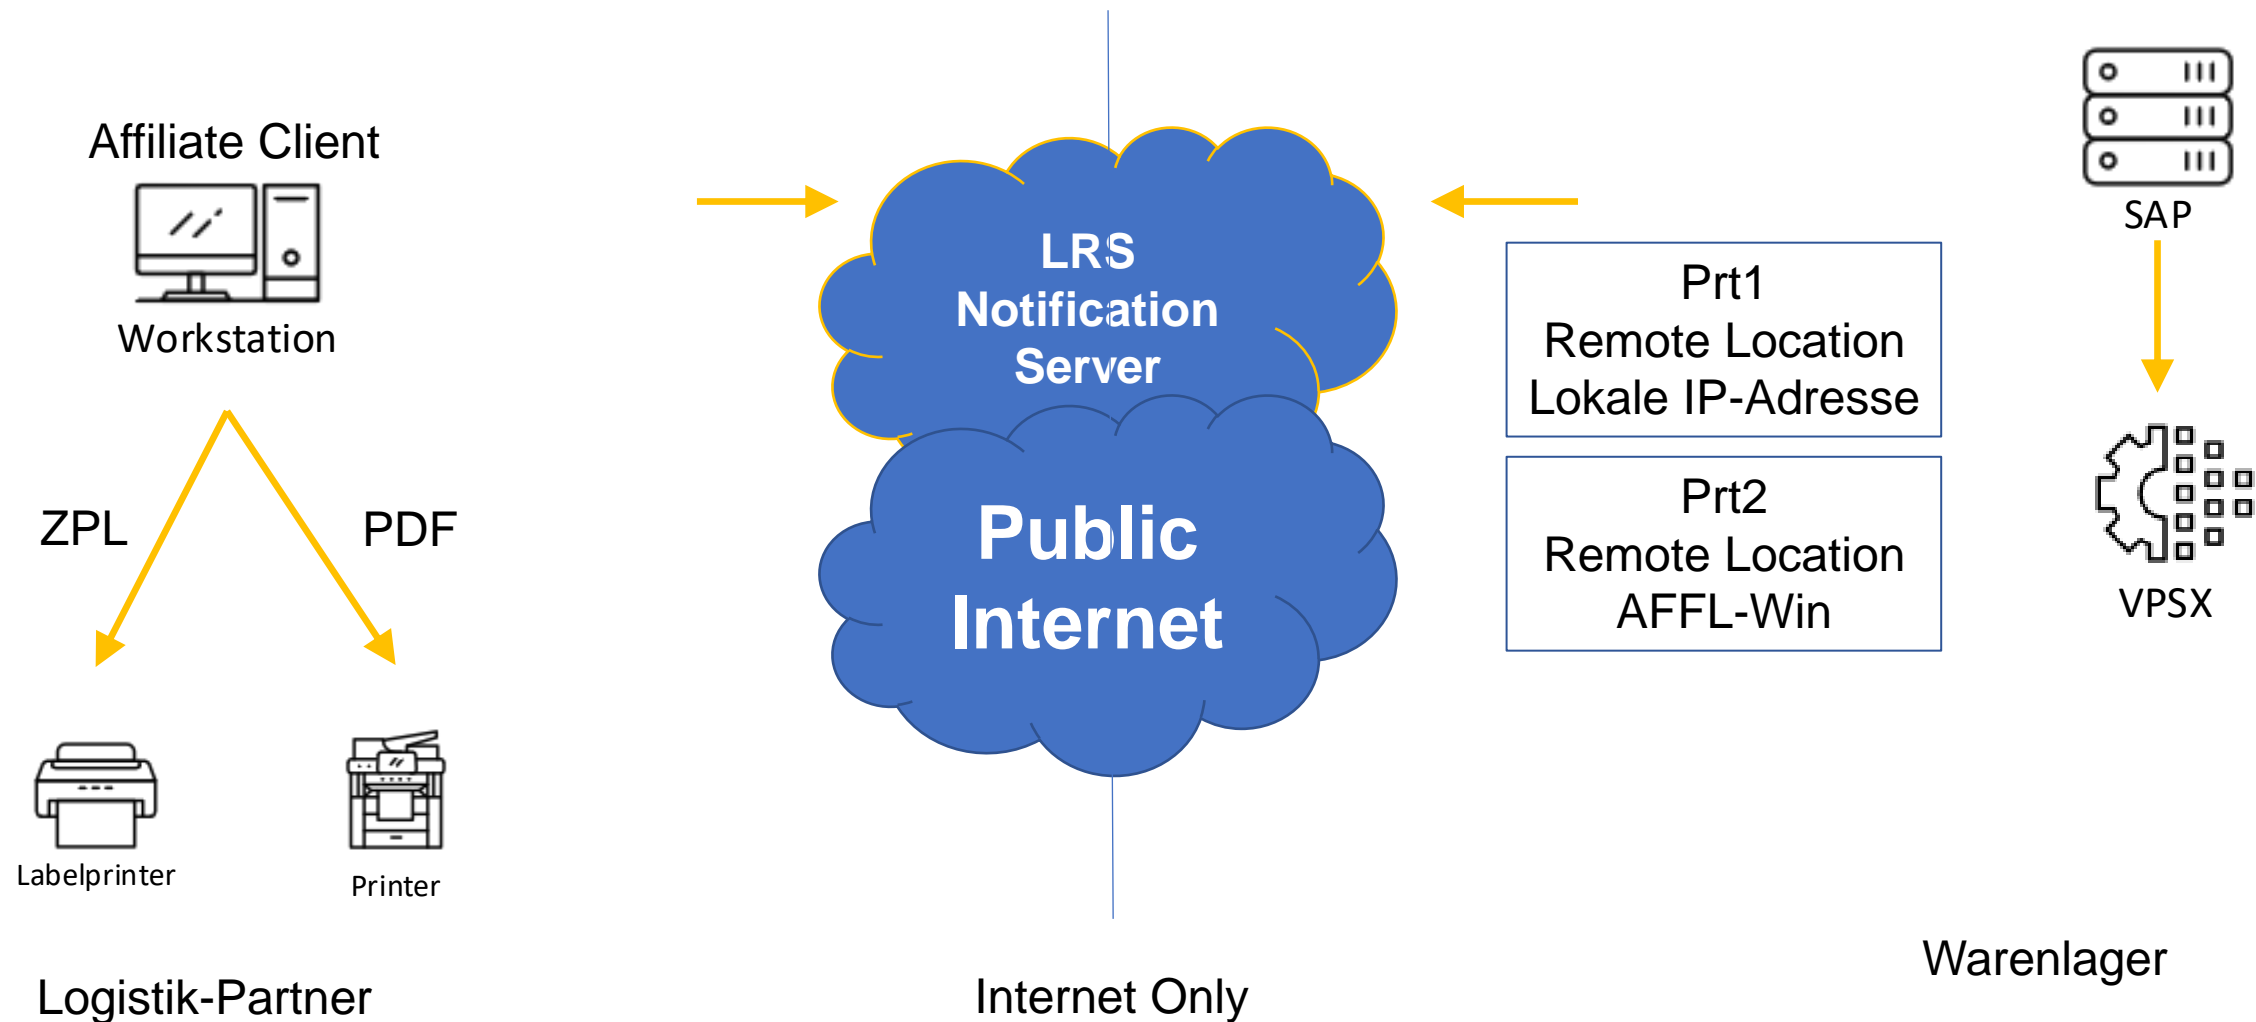 Affiliate Client
Workstation
ZPL
PDF
Labelprinter
Printer
Logistik-Partner
LRS
Notification
Server
Public
Internet
Internet Only
Prt1
Remote Location
Lokale IP-Adresse
Prt2
Remote Location
AFFL-Win
SAP
VPSX
Warenlager